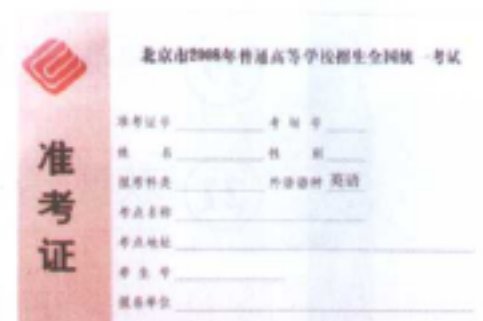 北京市2008年普通高等学校招生全国统一考试
准考证
准考证号 考场号
姓名 性别
报考科类 外语语种 英语
考点名称
考点地址
考生号
报名单位